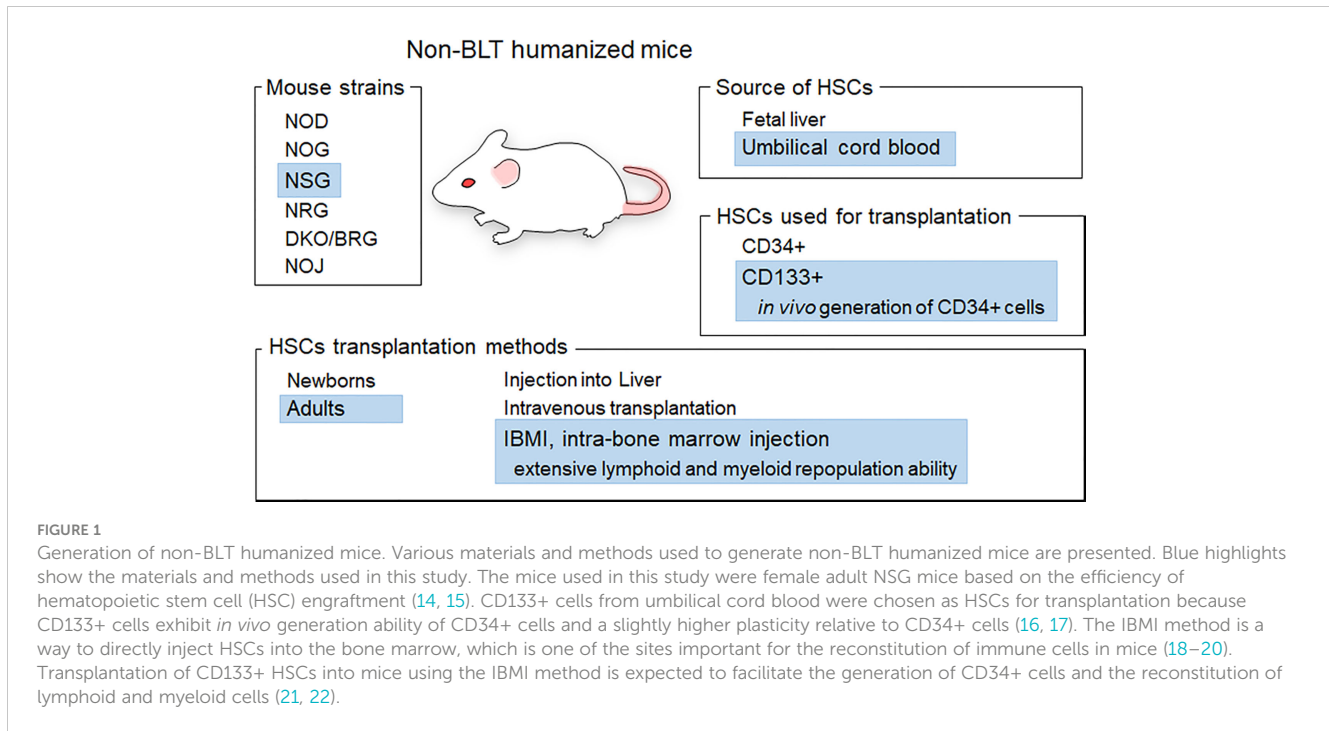 Non-BLT humanized mice
Mouse strains
NOD
NOG
NSG
NRG
DKO/BRG
NOJ
Source of HSCs
Fetal liver
Umbilical cord blood
HSCs used for transplantation
CD34+
CD133+
in vivo generation of CD34+ cells
HSCs transplantation methods
Newborns
Adults
Injection into Liver
Intravenous transplantation
IBMI, intra-bone marrow injection
extensive lymphoid and myeloid repopulation ability
FIGURE 1
Generation of non-BLT humanized mice. Various materials and methods used to generate non-BLT humanized mice are presented. Blue highlights
show the materials and methods used in this study. The mice used in this study were female adult NSG mice based on the efficiency of
hematopoietic stem cell (HSC) engraftment (14, 15). CD133+ cells from umbilical cord blood were chosen as HSCs for transplantation because
CD133+ cells exhibit in vivo generation ability of CD34+ cells and a slightly higher plasticity relative to CD34+ cells (16, 17). The IBMI method is a
way to directly inject HSCs into the bone marrow, which is one of the sites important for the reconstitution of immune cells in mice (18–20).
Transplantation of CD133+ HSCs into mice using the IBMI method is expected to facilitate the generation of CD34+ cells and the reconstitution of
lymphoid and myeloid cells (21, 22).